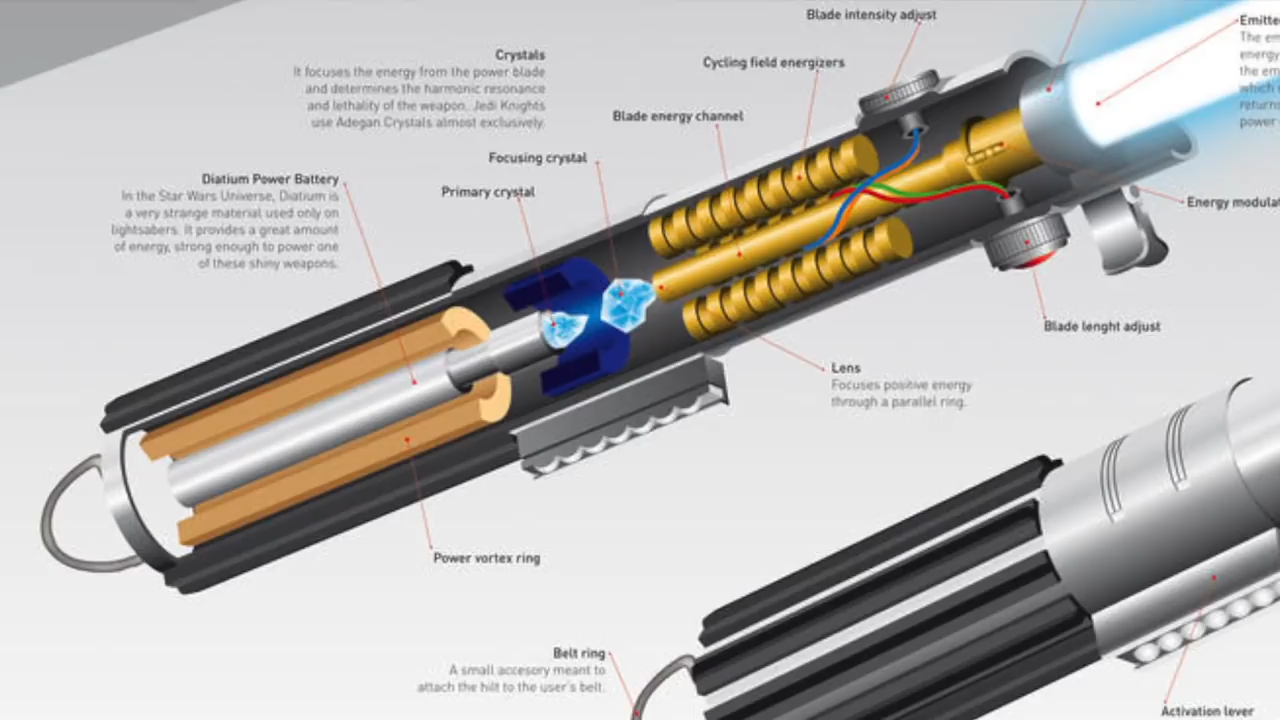 Blade intensity adjust
Emitte
The em
energy
the em
which
returns
power
Crystals
It focuses the energy from the power blade
and determines the harmonic resonance
and lethality of the weapon. Jedi Knights
use Adegan Crystals almost exclusively.
Cycling field energizers
Blade energy channel
Focusing crystal
Primary crystal
Diatium Power Battery
In the Star Wars Universe, Diatium is
a very strange material used only on
lightsabers. It provides a great amount
of energy, strong enough to power one
of these shiny weapons.
Energy modulat
Blade lenght adjust
Lens
Focuses positive energy
through a parallel ring.
Power vortex ring
Belt ring
A small accesory meant to
attach the hilt to the user's belt.
Activation lever